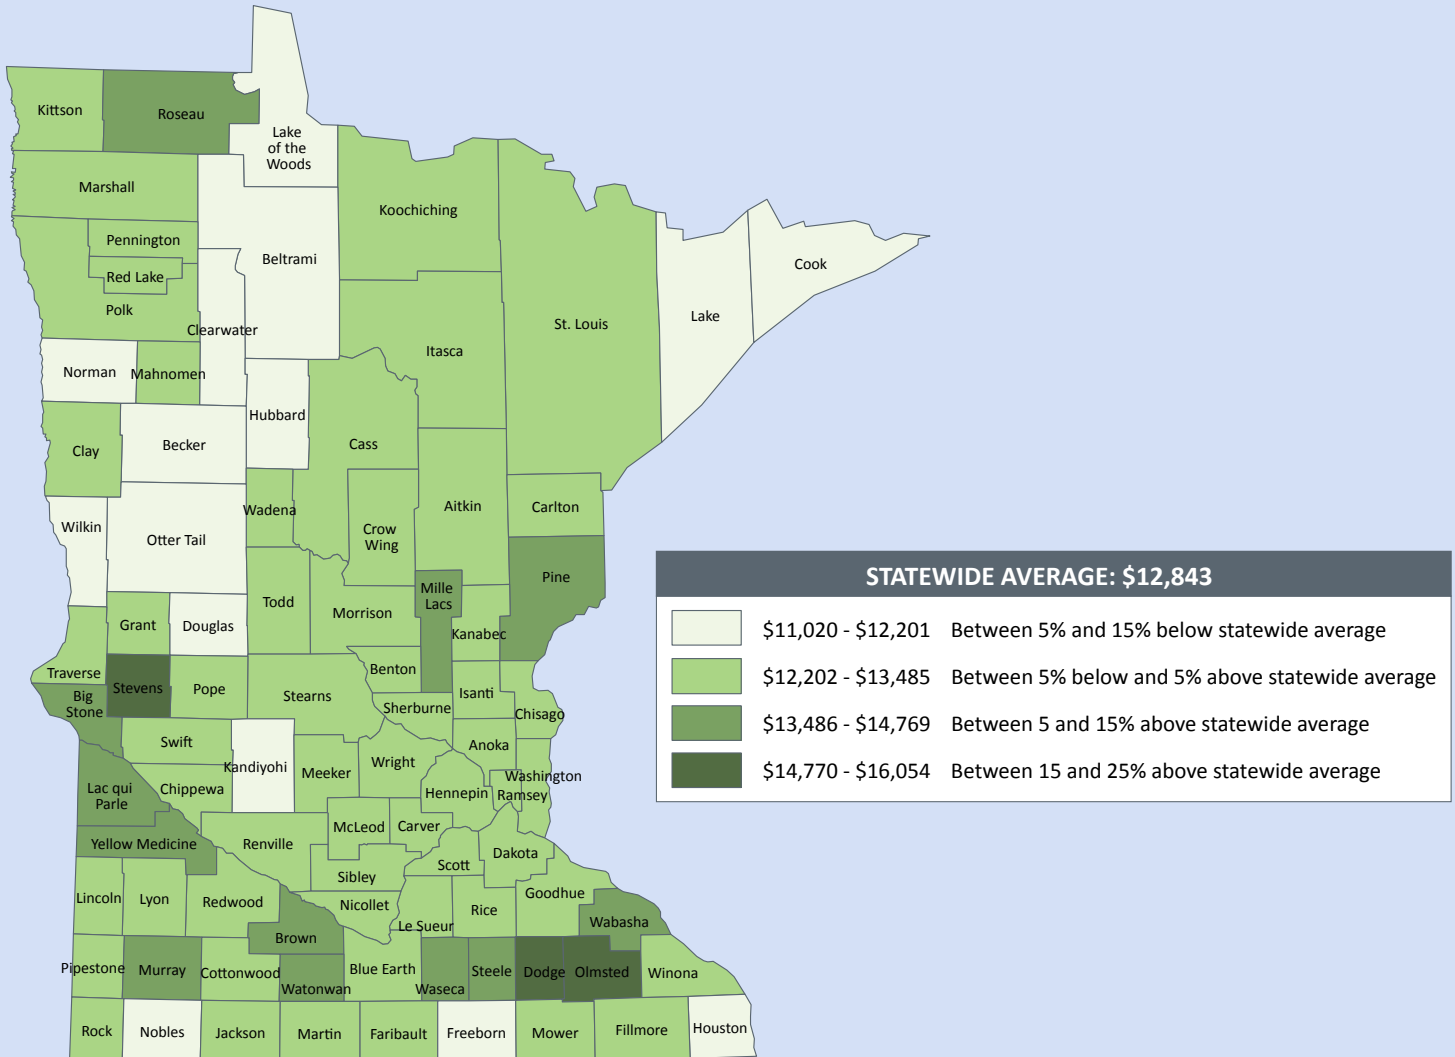 Kittson
Roseau
Lake
of the
Woods
Marshall
Koochiching
Pennington
Beltrami
Red Lake
Polk
Clearwater
Cook
Lake
St. Louis
Itasca
Norman
Mahnomen
Hubbard
Cass
Clay
Becker
Wadena
Aitkin
Carlton
Wilkin
Otter Tail
Crow
Wing
Pine
Mille
Lacs
Todd
Morrison
Grant
Douglas
Kanabec
Traverse
Stevens
Pope
Benton
Big
Stone
Stearns
Isanti
Sherburne
Chisago
Swift
Anoka
Kandiyohi
Meeker
Wright
Washington
Lac qui
Parle
Chippewa
Hennepin
Ramsey
McLeod
Carver
Yellow Medicine
Renville
Dakota
Scott
Sibley
Lincoln
Lyon
Redwood
Nicollet
Goodhue
Rice
Le Sueur
Wabasha
Brown
Pipestone
Murray
Cottonwood
Blue Earth
Steele
Dodge
Olmsted
Winona
Watonwan
Waseca
Rock
Nobles
Jackson
Martin
Faribault
Freeborn
Mower
Fillmore
Houston
STATEWIDE AVERAGE: $12,843
$11,020 - $12,201 Between 5% and 15% below statewide average
$12,202 - $13,485 Between 5% below and 5% above statewide average
$13,486 - $14,769 Between 5 and 15% above statewide average
$14,770 - $16,054 Between 15 and 25% above statewide average